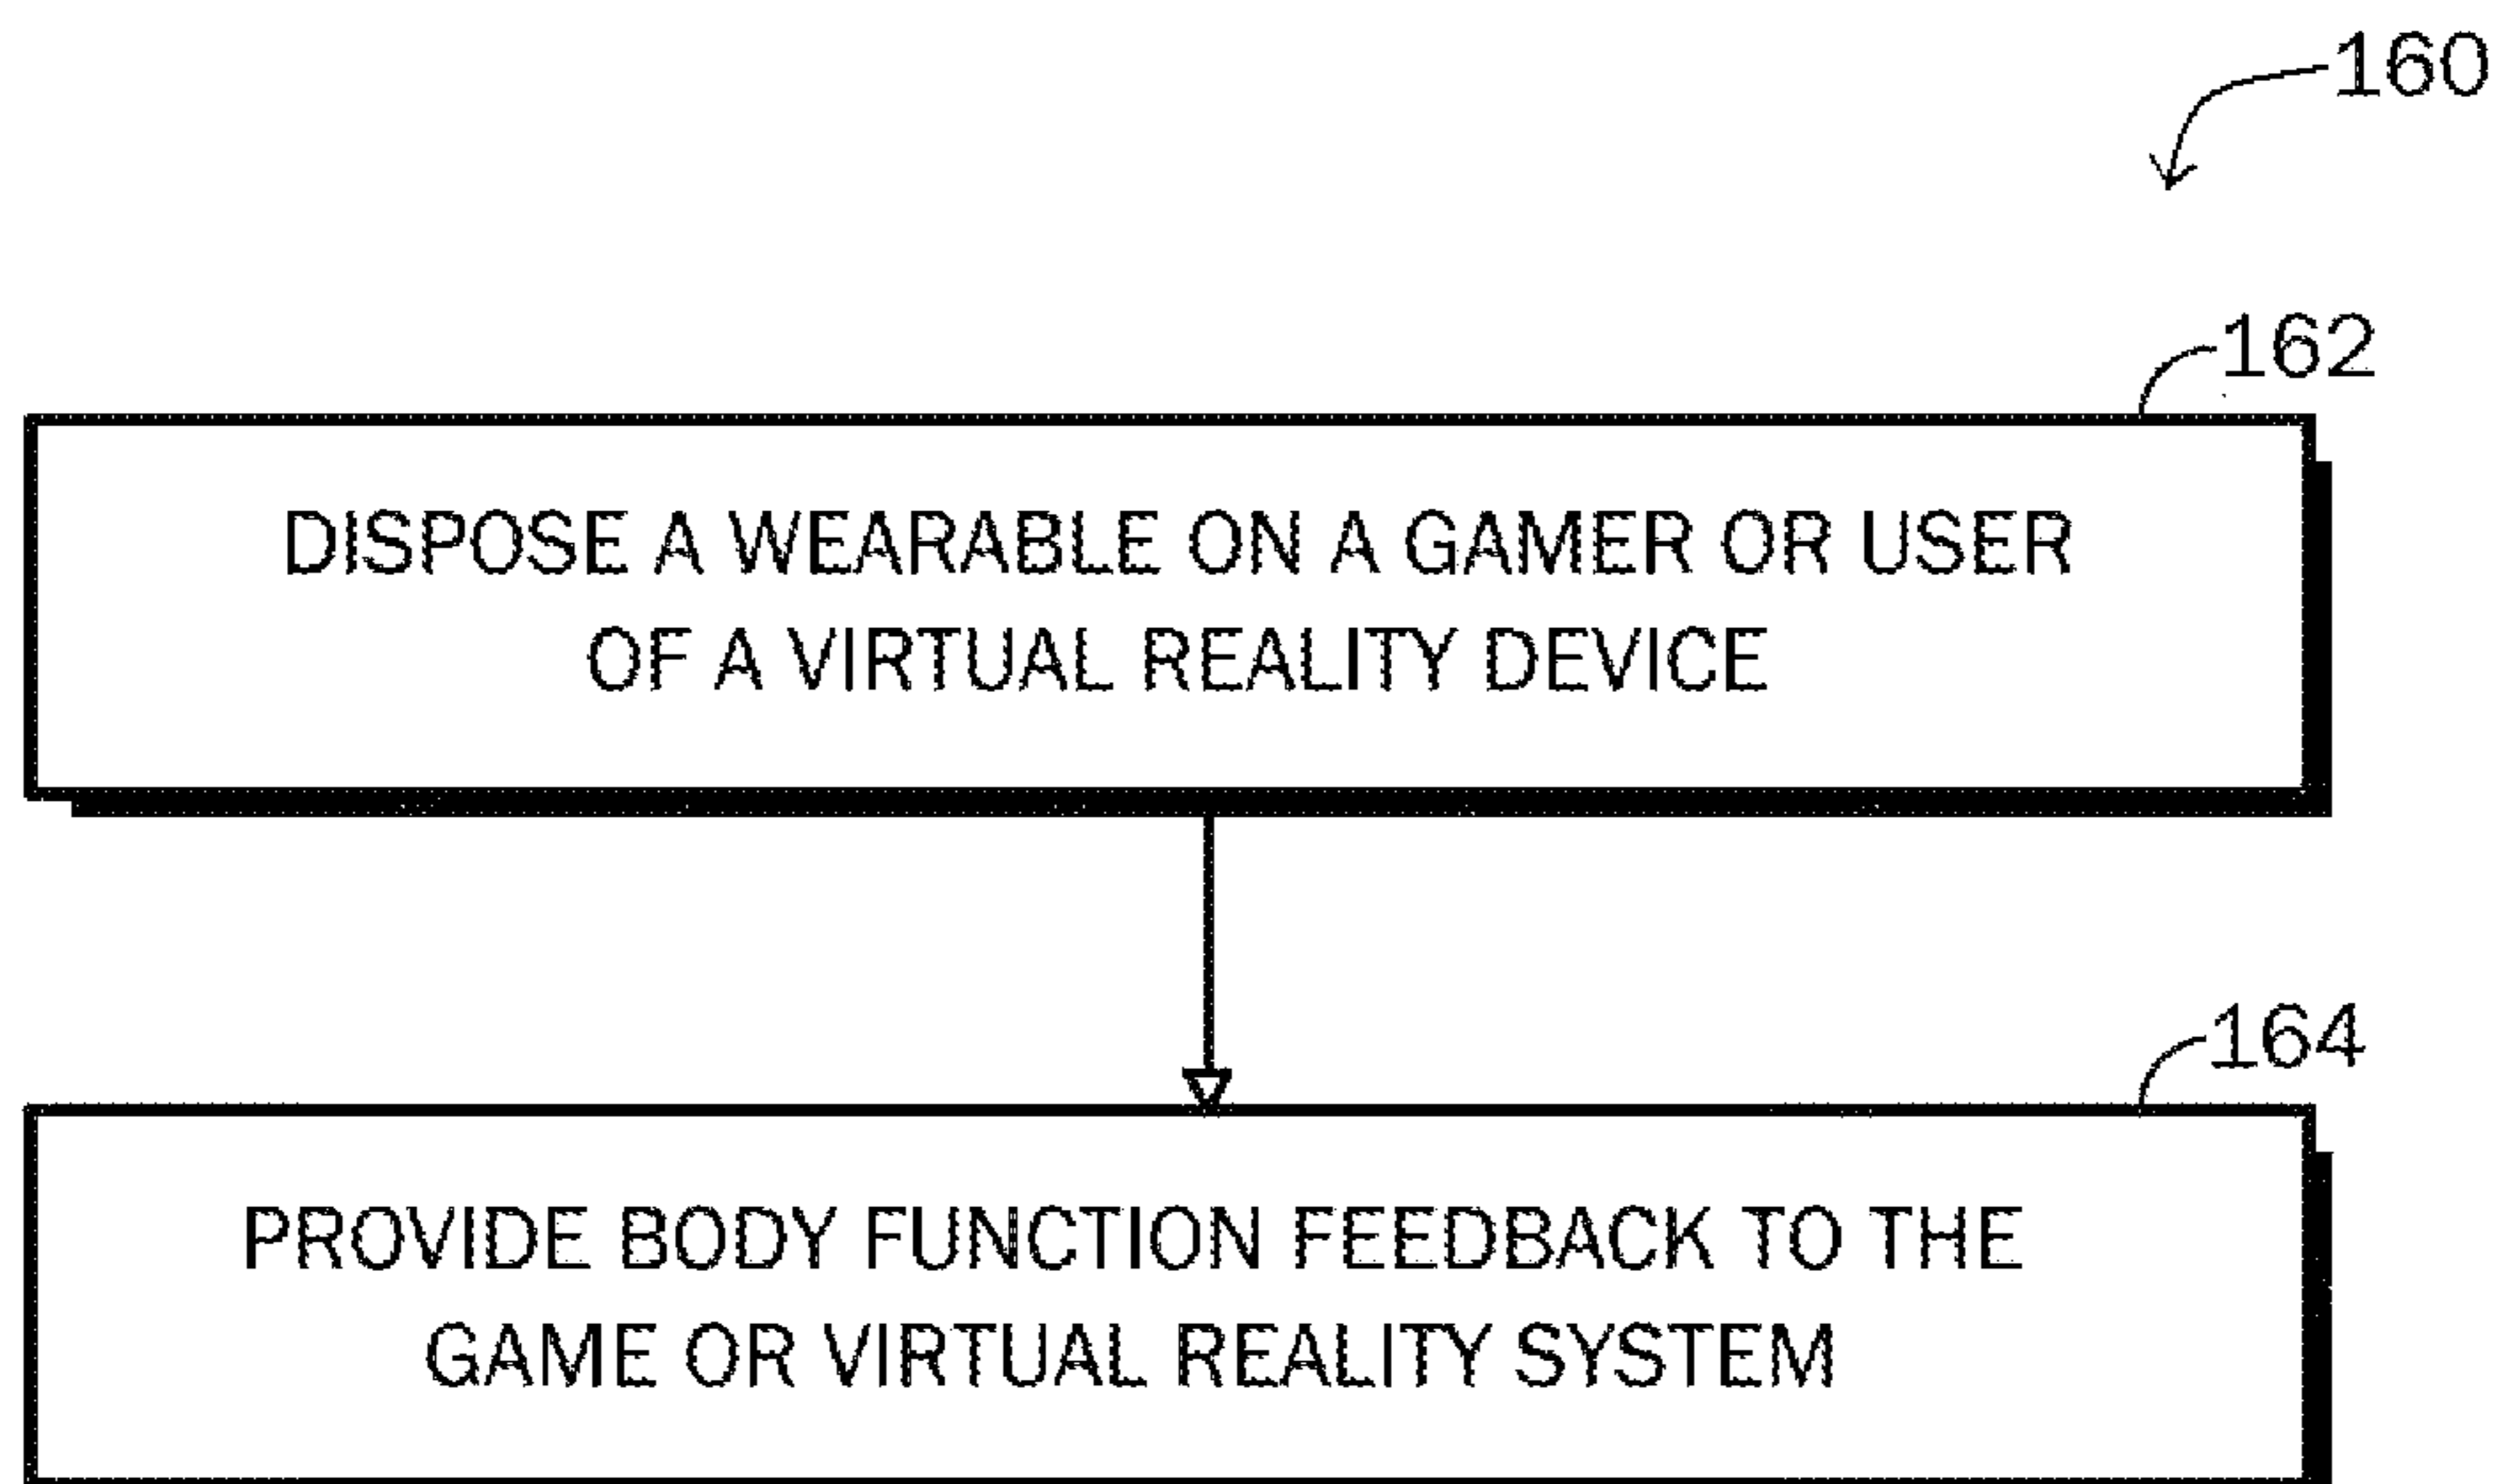 160
162
DISPOSE A WEARABLE ON A GAMER OR USER
OF A VIRTUAL REALITY DEVICE
164
PROVIDE BODY FUNCTION FEEDBACK TO THE
GAME OR VIRTUAL REALITY SYSTEM